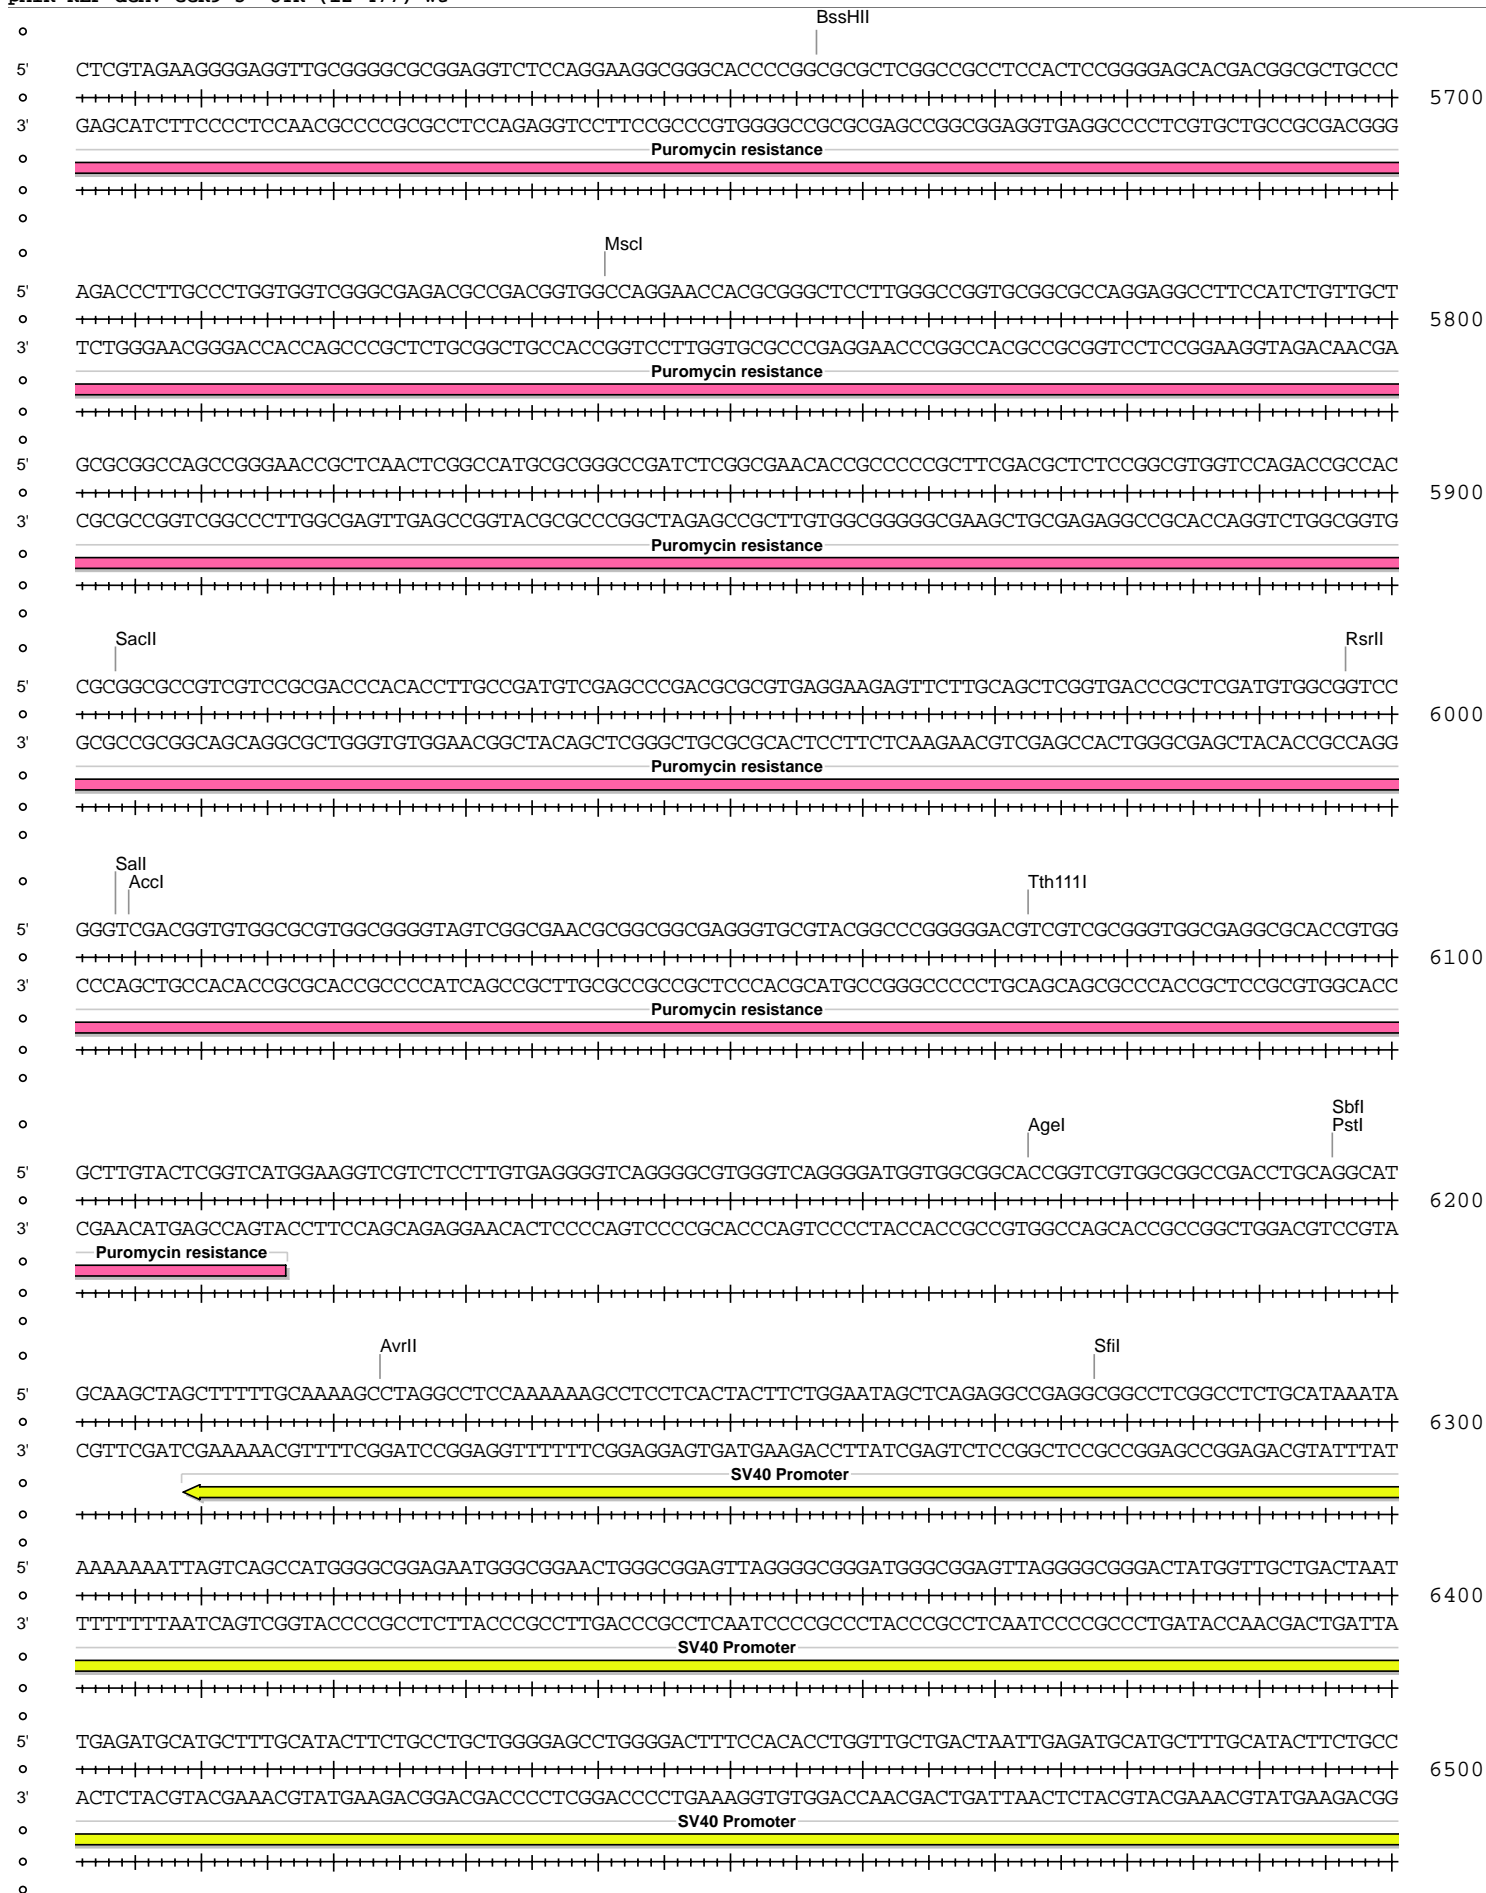 BssHII
5' CTCGTAGAAGGGGAGGTTGCGGGGCGCGGAGGTCTCCAGGAAGGCGGGCACCCCGGCGCGCTCGGCCGCCTCCACTCCGGGGAGCACGACGGCGCTGCCC
5700
3' GAGCATCTTCCCCTCCAACGCCCCGCGCCTCCAGAGGTCCTTCCGCCCGTGGGGCCGCGCGAGCCGGCGGAGGTGAGGCCCCTCGTGCTGCCGCGACGGG
Puromycin resistance
MscI
5' AGACCCTTGCCCTGGTGGTCGGGCGAGACGCCGACGGTGGCCAGGAACCACGCGGGCTCCTTGGGCCGGTGCGGCGCCAGGAGGCCTTCCATCTGTTGCT
5800
3' TCTGGGAACGGGACCACCAGCCCGCTCTGCGGCTGCCACCGGTCCTTGGTGCGCCCGAGGAACCCGGCCACGCCGCGGTCCTCCGGAAGGTAGACAACGA
Puromycin resistance
5' GCGCGGCCAGCCGGGAACCGCTCAACTCGGCCATGCGCGGGCCGATCTCGGCGAACACCGCCCCCGCTTCGACGCTCTCCGGCGTGGTCCAGACCGCCAC
5900
3' CGCGCCGGTCGGCCCTTGGCGAGTTGAGCCGGTACGCGCCCGGCTAGAGCCGCTTGTGGCGGGGGCGAAGCTGCGAGAGGCCGCACCAGGTCTGGCGGTG
Puromycin resistance
SacII RsrII
5' CGCGGCGCCGTCGTCCGCGACCCACACCTTGCCGATGTCGAGCCCGACGCGCGTGAGGAAGAGTTCTTGCAGCTCGGTGACCCGCTCGATGTGGCGGTCC
6000
3' GCGCCGCGGCAGCAGGCGCTGGGTGTGGAACGGCTACAGCTCGGGCTGCGCGCACTCCTTCTCAAGAACGTCGAGCCACTGGGCGAGCTACACCGCCAGG
Puromycin resistance
SalI
AccI Tth111I
5' GGGTCGACGGTGTGGCGCGTGGCGGGGTAGTCGGCGAACGCGGCGGCGAGGGTGCGTACGGCCCGGGGGACGTCGTCGCGGGTGGCGAGGCGCACCGTGG
6100
3' CCCAGCTGCCACACCGCGCACCGCCCCATCAGCCGCTTGCGCCGCCGCTCCCACGCATGCCGGGCCCCCTGCAGCAGCGCCCACCGCTCCGCGTGGCACC
Puromycin resistance
SbfI
AgeI PstI
5' GCTTGTACTCGGTCATGGAAGGTCGTCTCCTTGTGAGGGGTCAGGGGCGTGGGTCAGGGGATGGTGGCGGCACCGGTCGTGGCGGCCGACCTGCAGGCAT
6200
3' CGAACATGAGCCAGTACCTTCCAGCAGAGGAACACTCCCCAGTCCCCGCACCCAGTCCCCTACCACCGCCGTGGCCAGCACCGCCGGCTGGACGTCCGTA
Puromycin resistance
AvrII SfiI
5' GCAAGCTAGCTTTTTGCAAAAGCCTAGGCCTCCAAAAAAGCCTCCTCACTACTTCTGGAATAGCTCAGAGGCCGAGGCGGCCTCGGCCTCTGCATAAATA
6300
3' CGTTCGATCGAAAAACGTTTTCGGATCCGGAGGTTTTTTCGGAGGAGTGATGAAGACCTTATCGAGTCTCCGGCTCCGCCGGAGCCGGAGACGTATTTAT
SV40 Promoter
5' AAAAAAATTAGTCAGCCATGGGGCGGAGAATGGGCGGAACTGGGCGGAGTTAGGGGCGGGATGGGCGGAGTTAGGGGCGGGACTATGGTTGCTGACTAAT
6400
3' TTTTTTTAATCAGTCGGTACCCCGCCTCTTACCCGCCTTGACCCGCCTCAATCCCCGCCCTACCCGCCTCAATCCCCGCCCTGATACCAACGACTGATTA
SV40 Promoter
5' TGAGATGCATGCTTTGCATACTTCTGCCTGCTGGGGAGCCTGGGGACTTTCCACACCTGGTTGCTGACTAATTGAGATGCATGCTTTGCATACTTCTGCC
6500
3' ACTCTACGTACGAAACGTATGAAGACGGACGACCCCTCGGACCCCTGAAAGGTGTGGACCAACGACTGATTAACTCTACGTACGAAACGTATGAAGACGG
SV40 Promoter